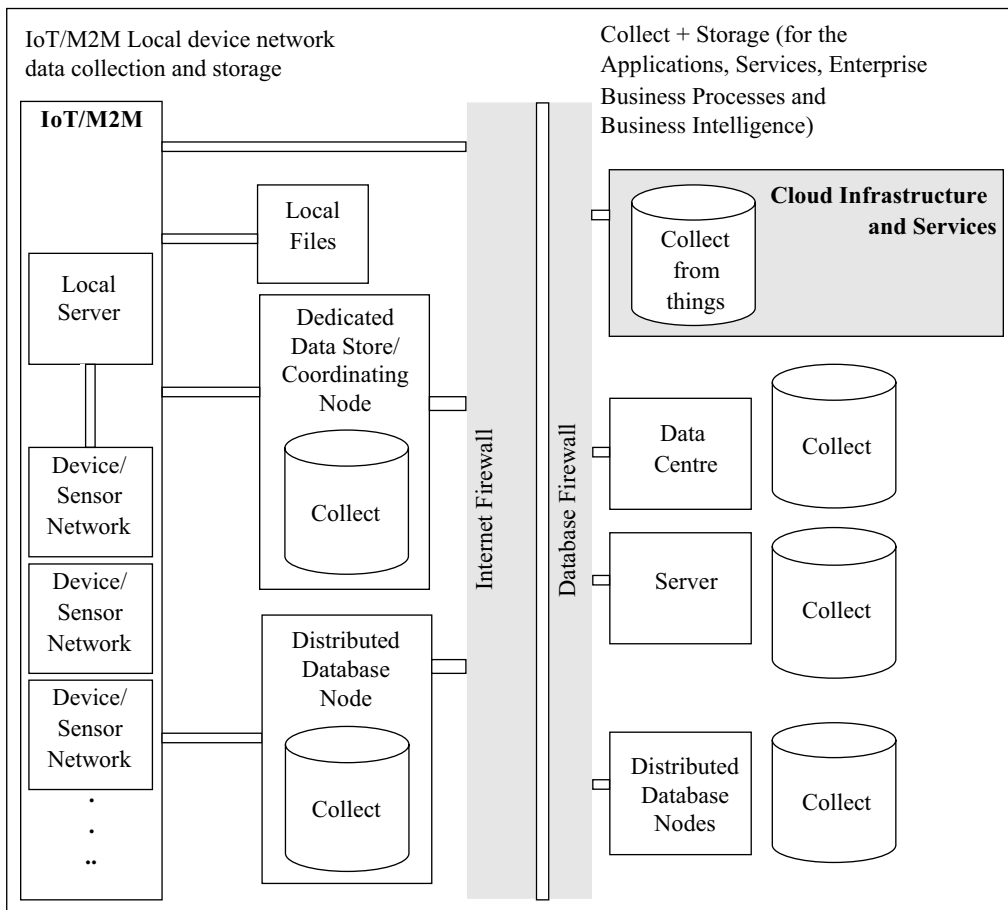 IoT/M2M Local device network
data collection and storage
Collect + Storage (for the
Applications, Services, Enterprise
Business Processes and
Business Intelligence)
IoT/M2M
Local
Server
Device/
Sensor
Network
Device/
Sensor
Network
Device/
Sensor
Network
.
.
..
Local
Files
Dedicated
Data Store/
Coordinating
Node
Collect
Distributed
Database
Node
Collect
Internet Firewall
Database Firewall
Cloud Infrastructure
and Services
Collect
from
things
Data
Centre
Collect
Server
Collect
Distributed
Database
Nodes
Collect